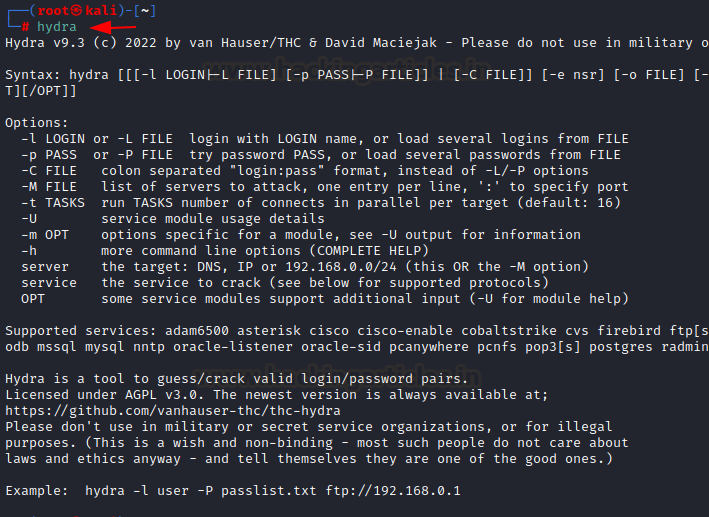 ┌──(root㉿kali)-[~]
└─# hydra
Hydra v9.3 (c) 2022 by van Hauser/THC & David Maciejak - Please do not use in military o
Syntax: hydra [[[-l LOGIN|-L FILE] [-p PASS|-P FILE]] | [-C FILE]] [-e nsr] [-o FILE] [-
T][/OPT]]
www.hackingarticles.in
Options:
-l LOGIN or -L FILE  login with LOGIN name, or load several logins from FILE
-p PASS  or -P FILE  try password PASS, or load several passwords from FILE
-C FILE   colon separated "login:pass" format, instead of -L/-P options
-M FILE   list of servers to attack, one entry per line, ':' to specify port
-t TASKS  run TASKS number of connects in parallel per target (default: 16)
-U        service module usage details
-m OPT    options specific for a module, see -U output for information
-h        more command line options (COMPLETE HELP)
server    the target: DNS, IP or 192.168.0.0/24 (this OR the -M option)
service   the service to crack (see below for supported protocols)
OPT       some service modules support additional input (-U for module help)
Supported services: adam6500 asterisk cisco cisco-enable cobaltstrike cvs firebird ftp[s
odb mssql mysql nntp oracle-listener oracle-sid pcanywhere pcnfs pop3[s] postgres radmin
www.hackingarticles.in
Hydra is a tool to guess/crack valid login/password pairs.
Licensed under AGPL v3.0. The newest version is always available at;
https://github.com/vanhauser-thc/thc-hydra
Please don't use in military or secret service organizations, or for illegal
purposes. (This is a wish and non-binding - most such people do not care about
laws and ethics anyway - and tell themselves they are one of the good ones.)
Example:  hydra -l user -P passlist.txt ftp://192.168.0.1